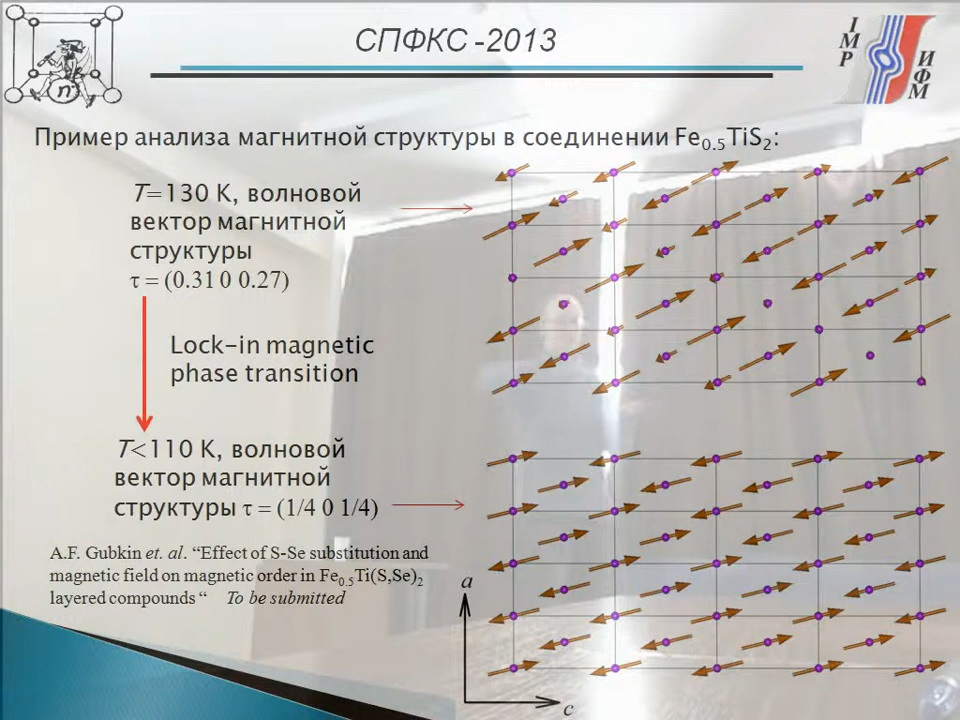 СПФКС -2013
I
M
P
И
Ф
М
n
Пример анализа магнитной структуры в соединении Fe0.5TiS2:
T=130 K, волновой
вектор магнитной
структуры
τ = (0.31 0 0.27)
Lock-in magnetic
phase transition
T<110 K, волновой
вектор магнитной
структуры τ = (1/4 0 1/4)
A.F. Gubkin et. al. “Effect of S-Se substitution and
magnetic field on magnetic order in Fe0.5Ti(S,Se)2
layered compounds “ To be submitted
a
c